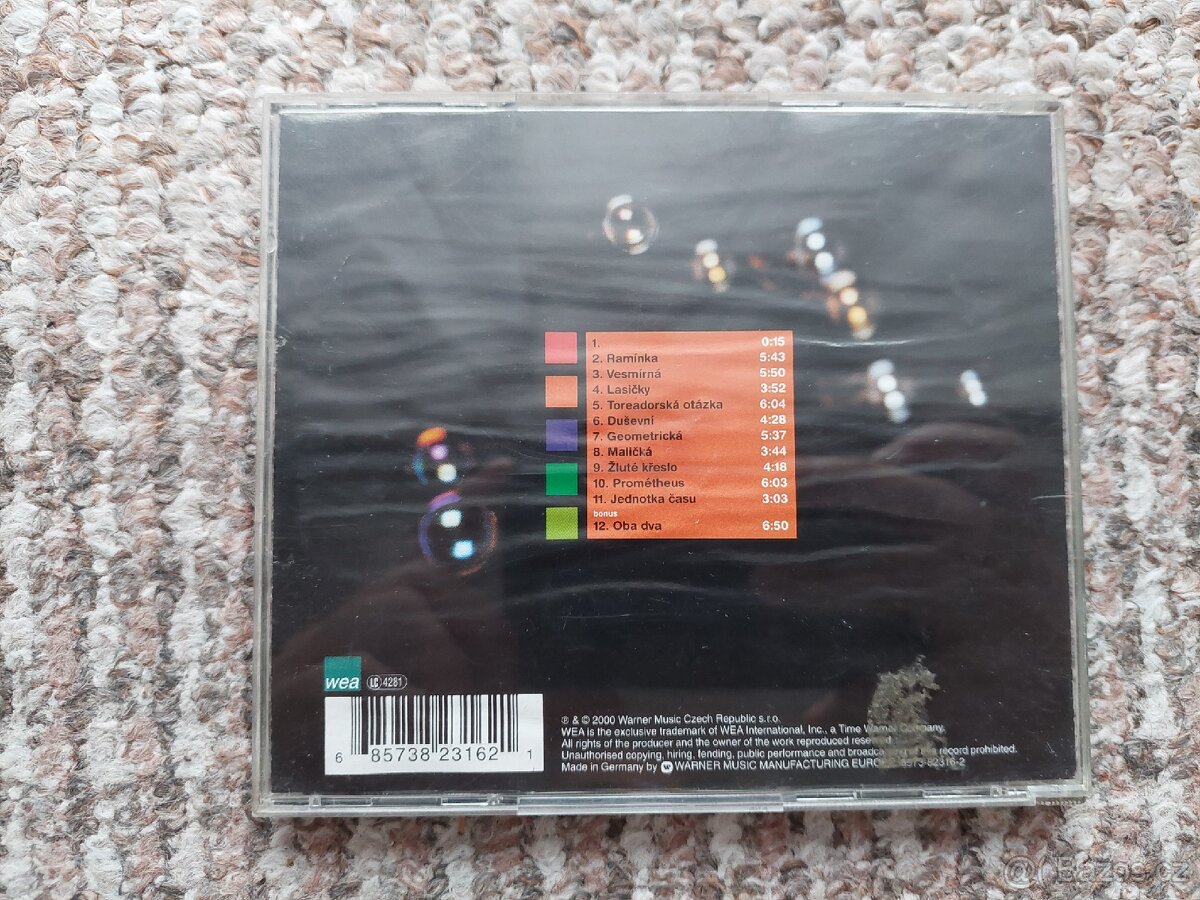 1. 0:15
2. Ramínka 5:43
3. Vesmírná 5:50
4. Lasičky 3:52
5. Toreadorská otázka 6:04
6. Duševní 4:28
7. Geometrická 5:37
8. Maličká 3:44
9. Žluté křeslo 4:18
10. Prométheus 6:03
11. Jednotka času 3:03
bonus
12. Oba dva 6:50
wea LC 4281
6 85738 23162 1
℗ & © 2000 Warner Music Czech Republic s.r.o.
WEA is the exclusive trademark of WEA International, Inc., a Time Warner Company.
All rights of the producer and the owner of the work reproduced reserved
Unauthorised copying, hiring, lending, public performance and broadcasting of the record prohibited.
Made in Germany by WARNER MUSIC MANUFACTURING EUROPE 8573-82316-2
@Bazos.cz